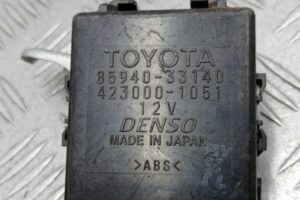 TOYOTA
85940-33140
423000-1051
12V
DENSO
MADE IN JAPAN
>ABS<